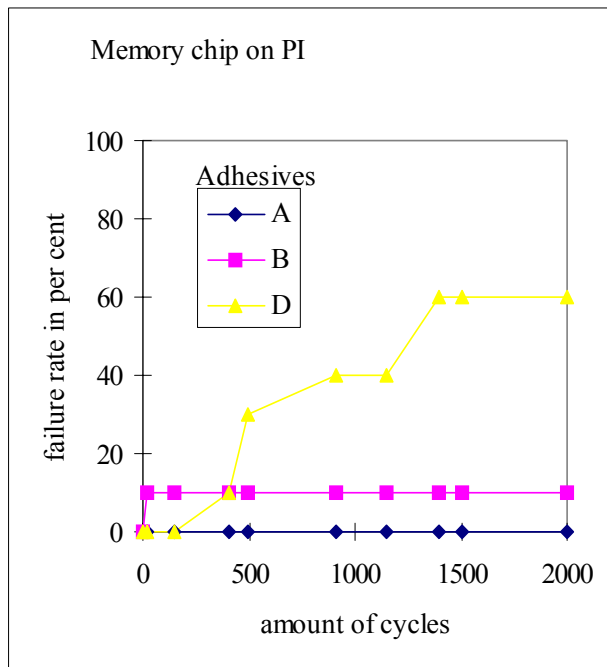 Memory chip on PI
100
80
60
40
20
0
failure rate in per cent
Adhesives
A
B
D
0 500 1000 1500 2000
amount of cycles